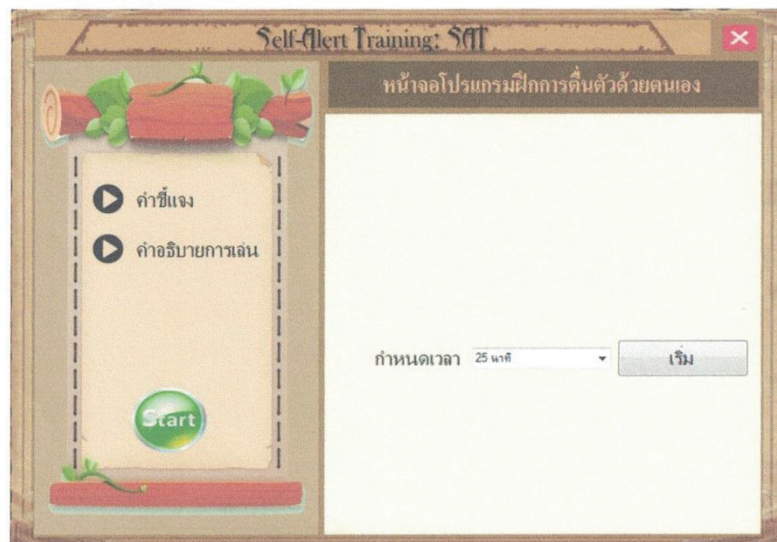 Self-Alert Training: SAT
หน้าจอโปรแกรมฝึกการตื่นตัวด้วยตนเอง
คำชี้แจง
คำอธิบายการเล่น
กำหนดเวลา 25 นาที เริ่ม
Start